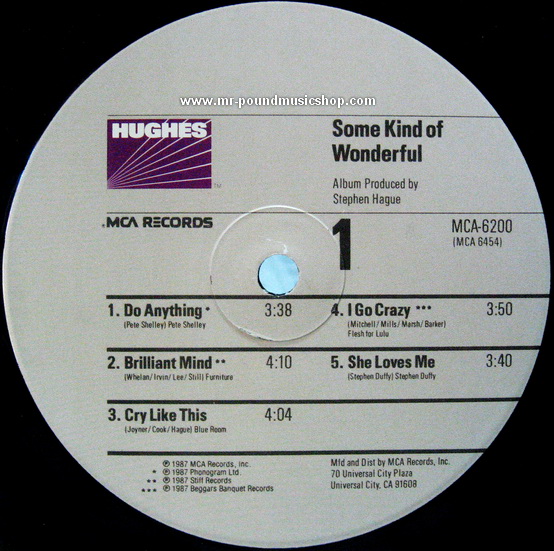 www.mr-poundmusicshop.com
HUGHES
TM
Some Kind of
Wonderful
Album Produced by
Stephen Hague
MCA RECORDS
1
MCA-6200
(MCA 6454)
1. Do Anything * 3:38
(Pete Shelley) Pete Shelley
2. Brilliant Mind ** 4:10
(Whelan/Irvin/Lee/Still) Furniture
3. Cry Like This 4:04
(Joyner/Cook/Hague) Blue Room
4. I Go Crazy *** 3:50
(Mitchell/Mills/Marsh/Barker)
Flesh for Lulu
5. She Loves Me 3:40
(Stephen Duffy) Stephen Duffy
℗ 1987 MCA Records, Inc.
* ℗ 1987 Phonogram Ltd.
** ℗ 1987 Stiff Records
*** ℗ 1987 Beggars Banquet Records
Mfd and Dist by MCA Records, Inc.
70 Universal City Plaza
Universal City, CA 91608